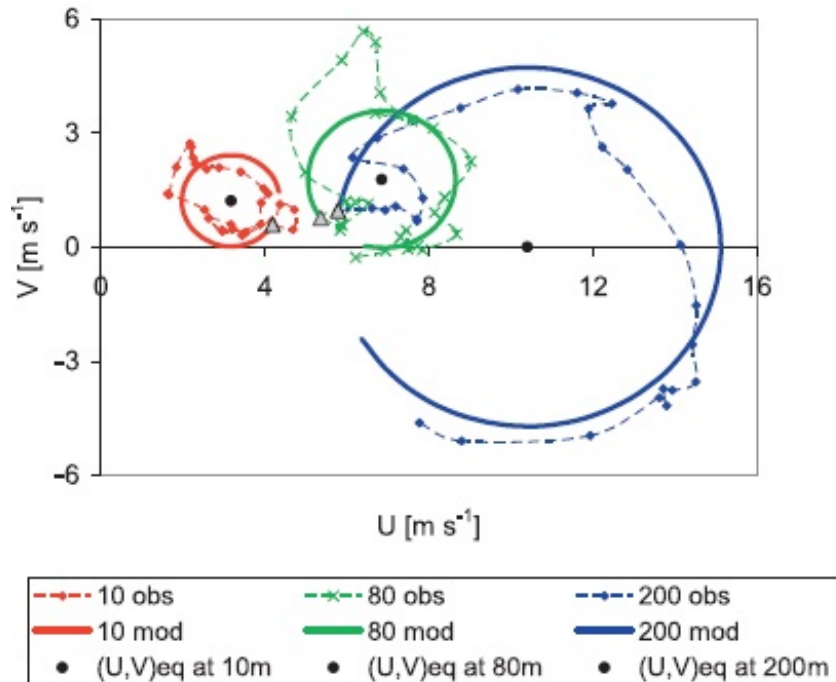 6
3
0
−3
−6
V [m s⁻¹]
0 4 8 12 16
U [m s⁻¹]
10 obs 80 obs 200 obs
10 mod 80 mod 200 mod
(U,V)eq at 10m (U,V)eq at 80m (U,V)eq at 200m